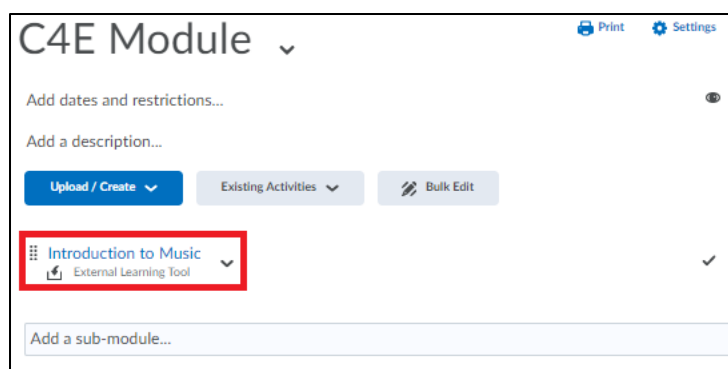 C4E Module
Print
Settings
Add dates and restrictions...
Add a description...
Upload / Create
Existing Activities
Bulk Edit
Introduction to Music
External Learning Tool
Add a sub-module...